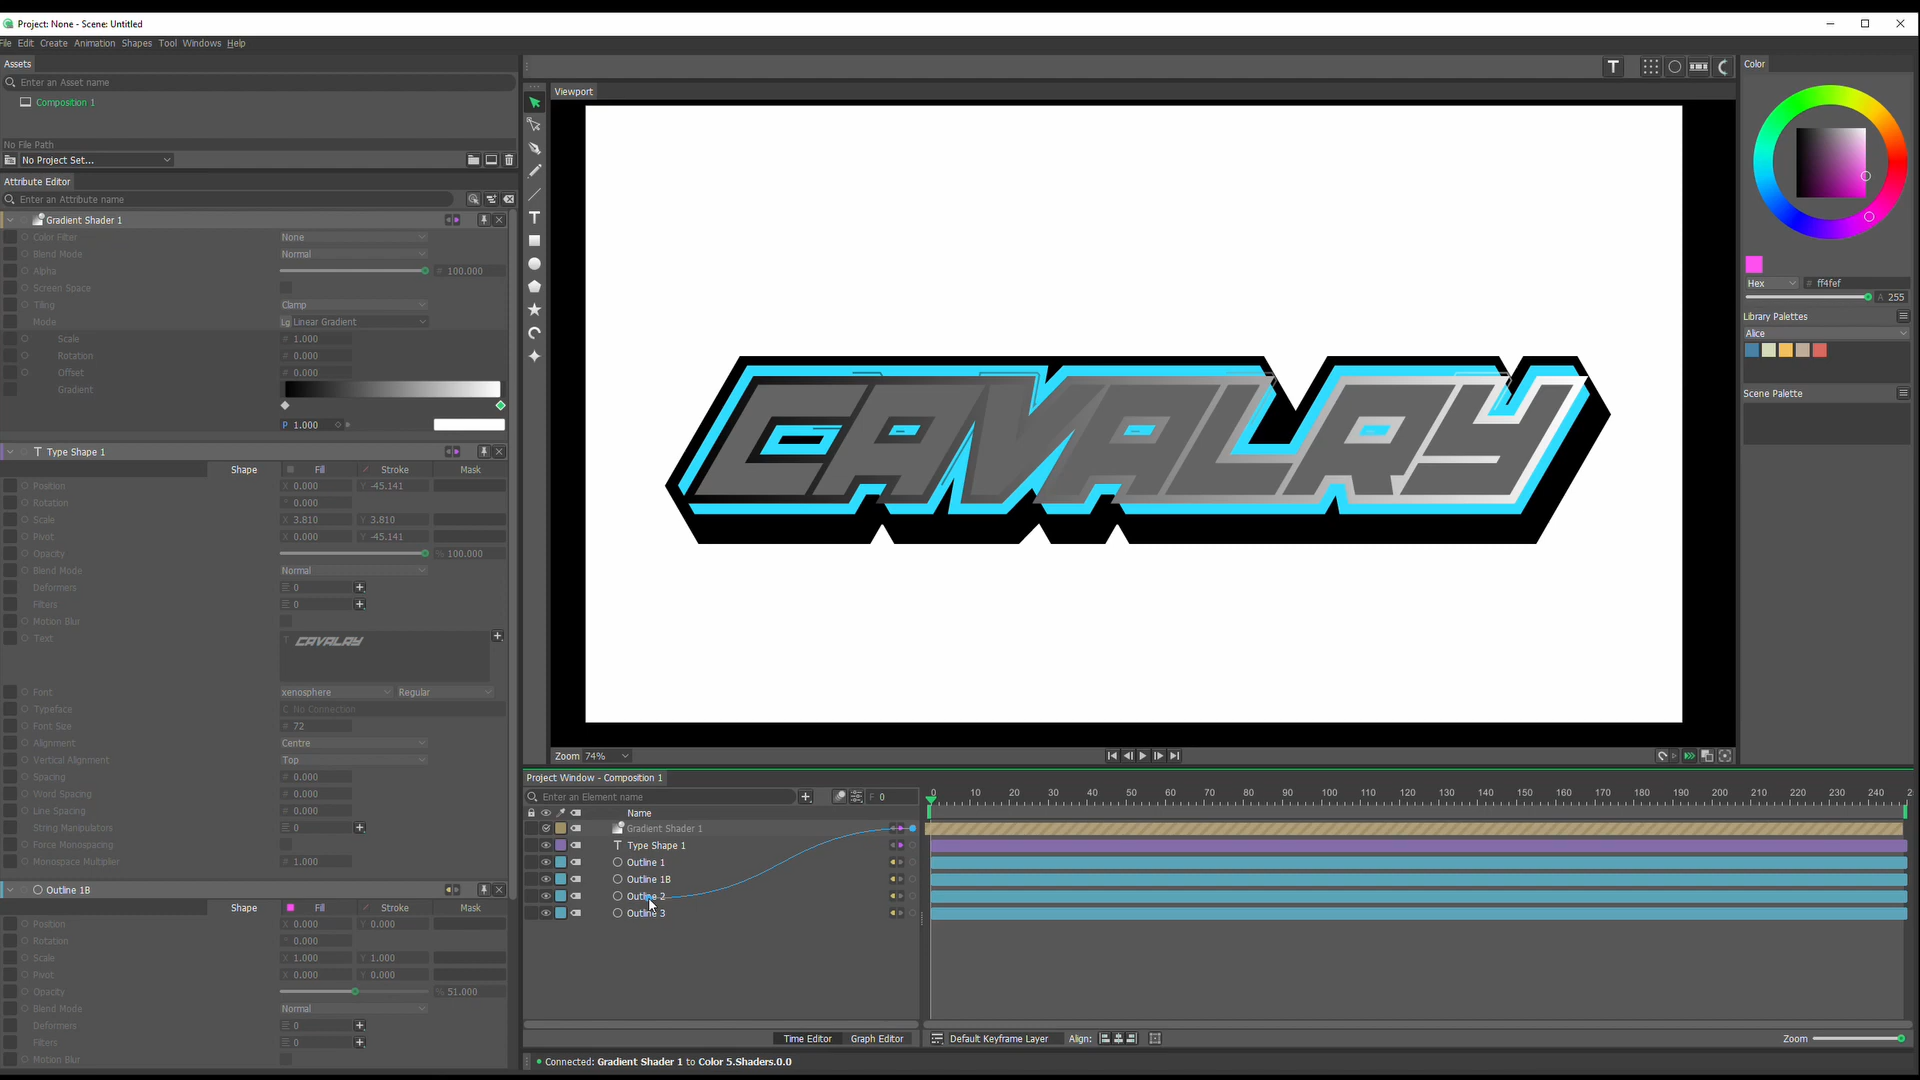 Project: None - Scene: Untitled
File Edit Create Animation Shapes Tool Windows Help
Assets
Enter an Asset name
Composition 1
No File Path
No Project Set...
Attribute Editor
Enter an Attribute name
Gradient Shader 1
Color Filter None
Blend Mode Normal
Alpha # 100.000
Screen Space
Tiling Clamp
Mode Lg Linear Gradient
Scale # 1.000
Rotation # 0.000
Offset # 0.000
Gradient
P 1.000
T Type Shape 1
Shape Fill Stroke Mask
Position X 0.000 Y -45.141
Rotation ° 0.000
Scale X 3.810 Y 3.810
Pivot X 0.000 Y -45.141
Opacity % 100.000
Blend Mode Normal
Deformers 0 +
Filters 0 +
Motion Blur
Text T CAVALRY +
Font xenosphere Regular
Typeface C No Connection
Font Size # 72
Alignment Centre
Vertical Alignment Top
Spacing # 0.000
Word Spacing # 0.000
Line Spacing # 0.000
String Manipulators 0 +
Force Monospacing
Monospace Multiplier # 1.000
Outline 1B
Shape Fill Stroke Mask
Position X 0.000 Y 0.000
Rotation ° 0.000
Scale X 1.000 Y 1.000
Pivot X 0.000 Y 0.000
Opacity % 51.000
Blend Mode Normal
Deformers 0 +
Filters 0 +
Motion Blur
Viewport
CAVALRY
Zoom 74%
Color
Hex # ff4fef
A 255
Library Palettes
Alice
Scene Palette
Project Window - Composition 1
Enter an Element name + F 0
Name
Gradient Shader 1
T Type Shape 1
Outline 1
Outline 1B
Outline 2
Outline 3
0 10 20 30 40 50 60 70 80 90 100 110 120 130 140 150 160 170 180 190 200 210 220 230 240 2
Time Editor Graph Editor Default Keyframe Layer Align: Zoom
Connected: Gradient Shader 1 to Color 5.Shaders.0.0